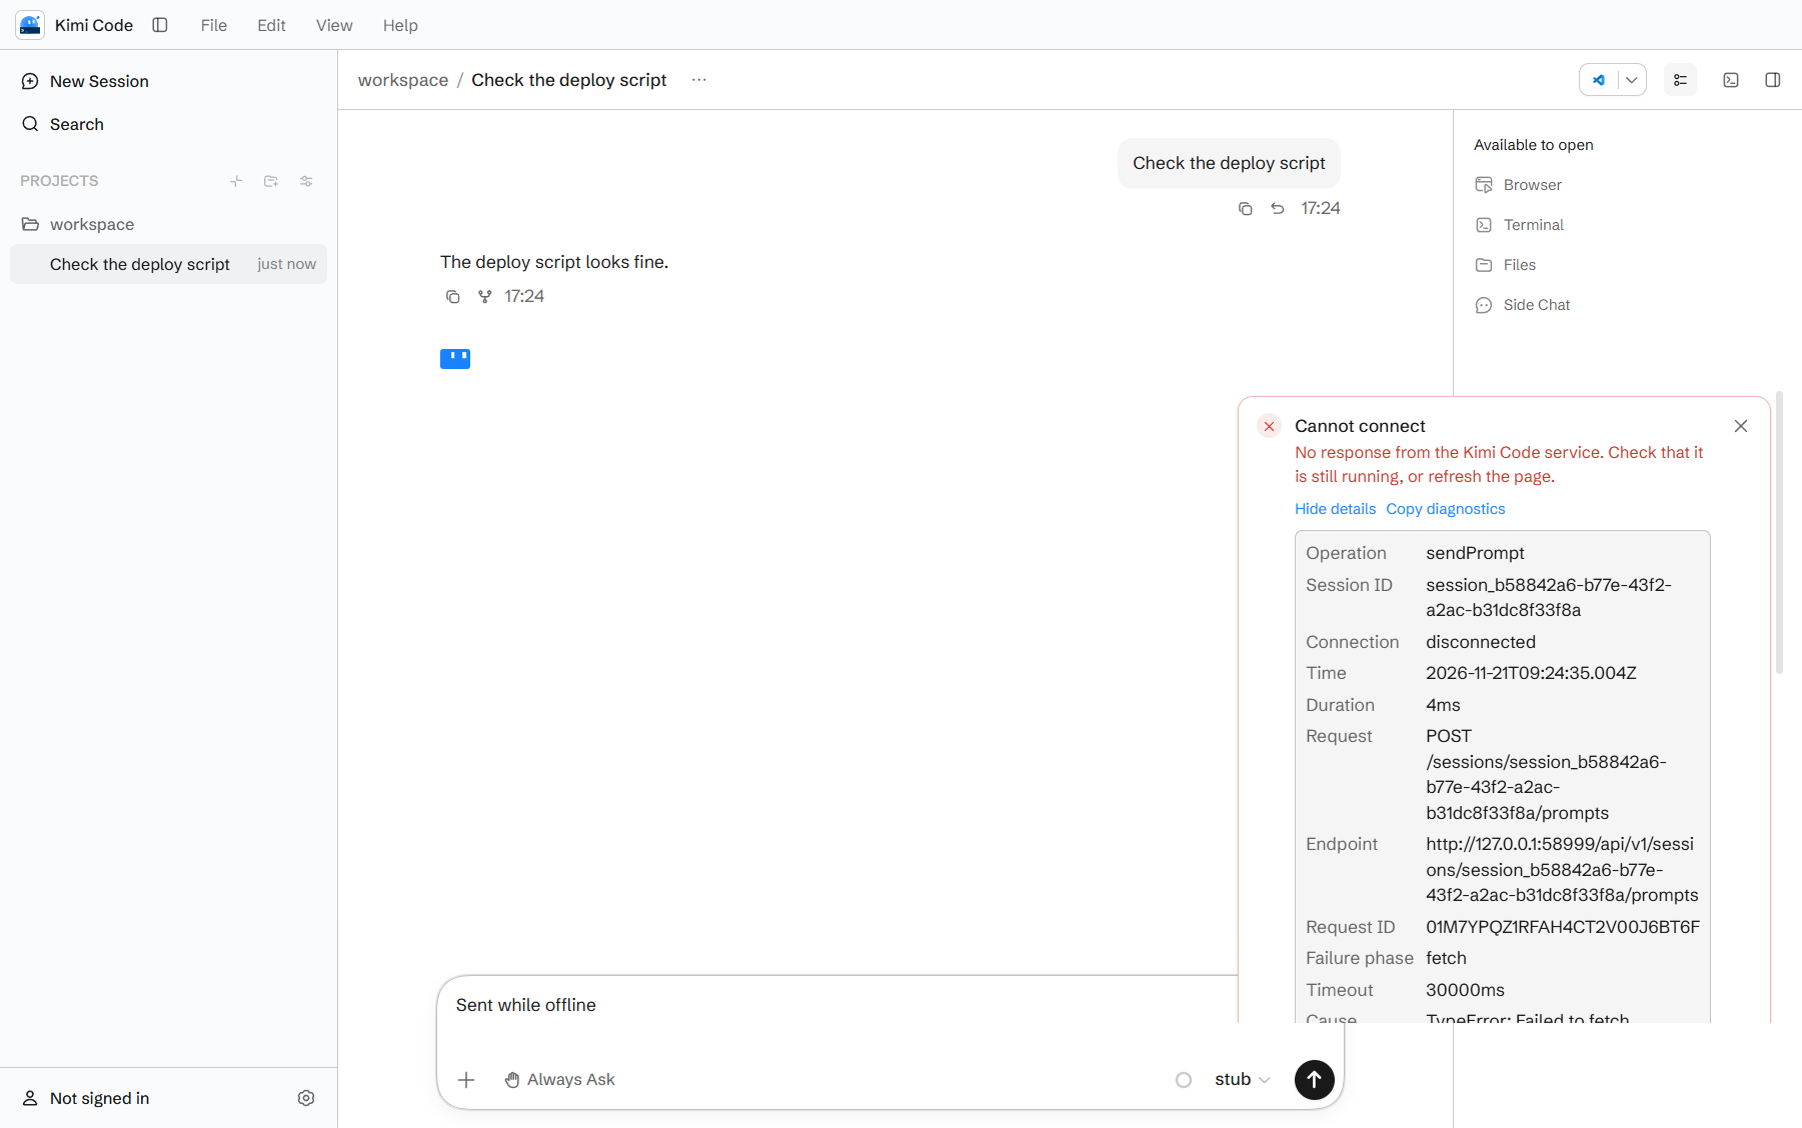 Kimi Code File Edit View Help
New Session
Search
PROJECTS
workspace
Check the deploy script just now
Not signed in
workspace / Check the deploy script ...
Check the deploy script
17:24
The deploy script looks fine.
17:24
Available to open
Browser
Terminal
Files
Side Chat
Cannot connect
No response from the Kimi Code service. Check that it
is still running, or refresh the page.
Hide details Copy diagnostics
Operation sendPrompt
Session ID session_b58842a6-b77e-43f2-
a2ac-b31dc8f33f8a
Connection disconnected
Time 2026-11-21T09:24:35.004Z
Duration 4ms
Request POST
/sessions/session_b58842a6-
b77e-43f2-a2ac-
b31dc8f33f8a/prompts
Endpoint http://127.0.0.1:58999/api/v1/sessi
ons/session_b58842a6-b77e-
43f2-a2ac-b31dc8f33f8a/prompts
Request ID 01M7YPQZ1RFAH4CT2V00J6BT6F
Failure phase fetch
Timeout 30000ms
Cause TypeError: Failed to fetch
Sent while offline
Always Ask
stub